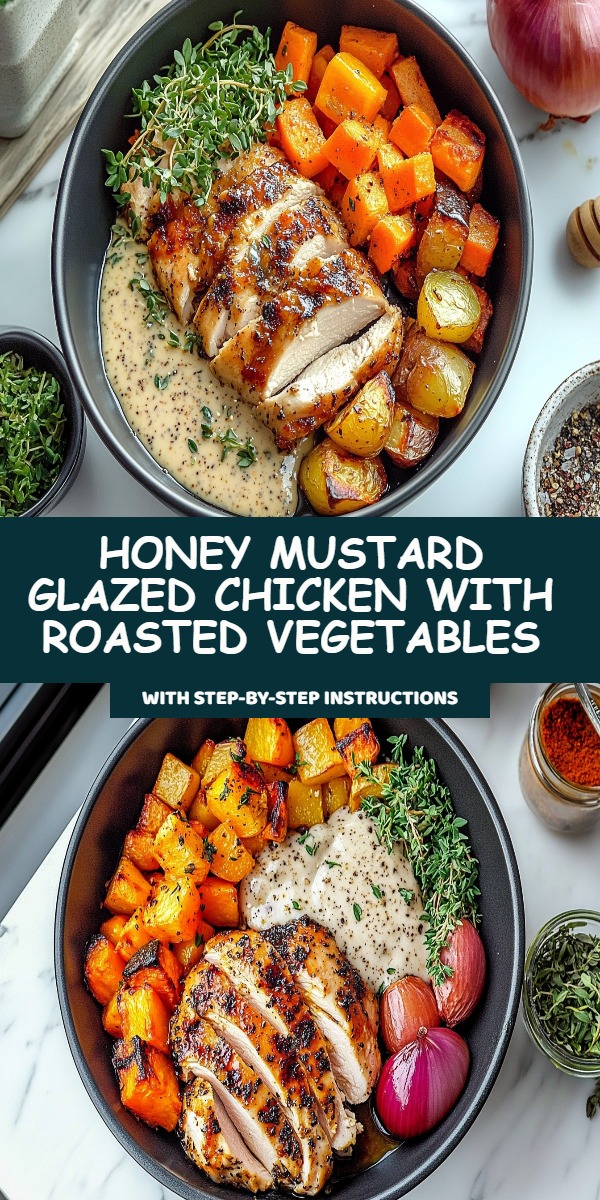 HONEY MUSTARD
GLAZED CHICKEN WITH
ROASTED VEGETABLES
WITH STEP-BY-STEP INSTRUCTIONS